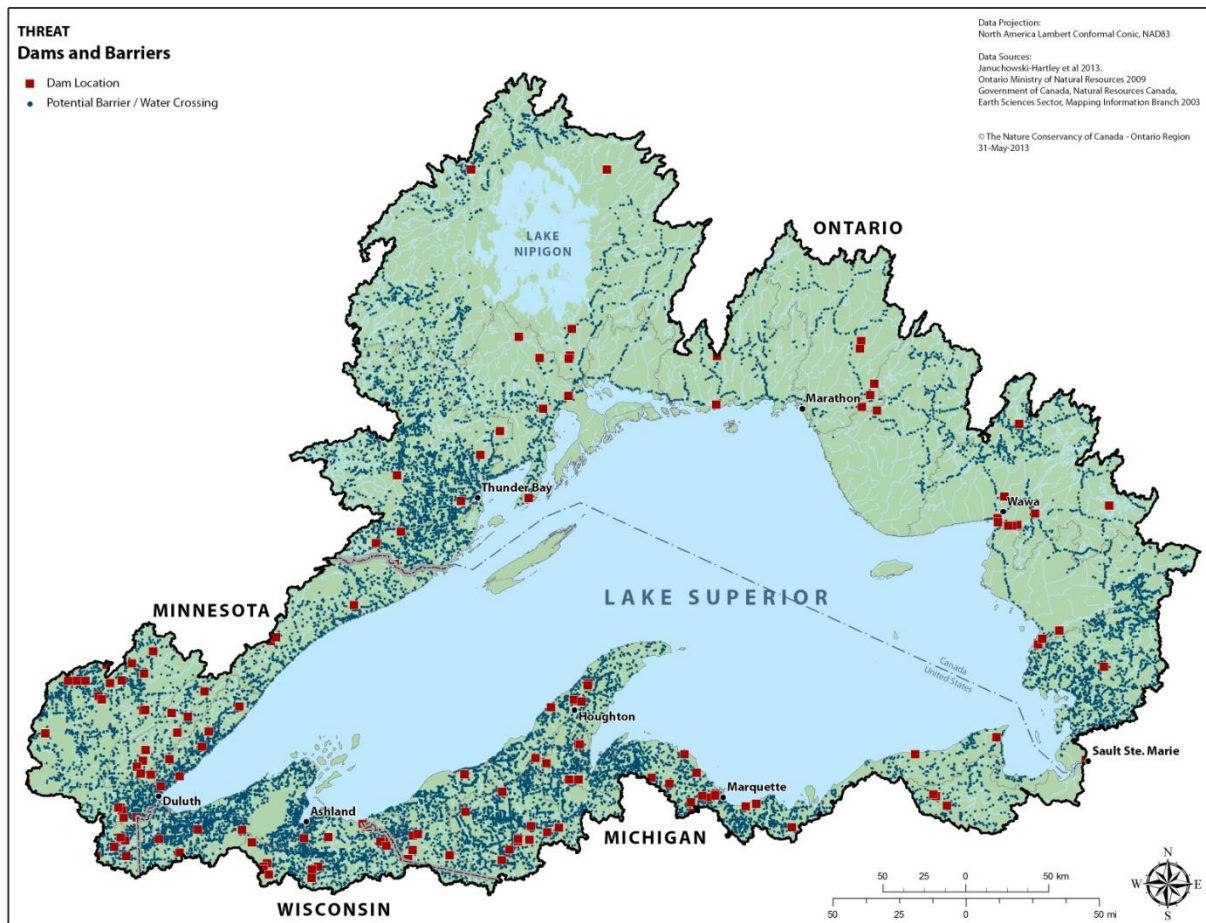 THREAT
Dams and Barriers
Dam Location
Potential Barrier / Water Crossing
Data Projection:
North America Lambert Conformal Conic, NAD83
Data Sources:
Januchowski-Hartley et al 2013.
Ontario Ministry of Natural Resources 2009
Government of Canada, Natural Resources Canada,
Earth Sciences Sector, Mapping Information Branch 2003
© The Nature Conservancy of Canada - Ontario Region
31-May-2013
ONTARIO
LAKE
NIPIGON
Marathon
Thunder Bay
Wawa
MINNESOTA
LAKE SUPERIOR
Canada
United States
Houghton
Sault Ste. Marie
Duluth
Marquette
Ashland
MICHIGAN
WISCONSIN
50 25 0 50 km
50 25 0 50 mi
N
W E
S